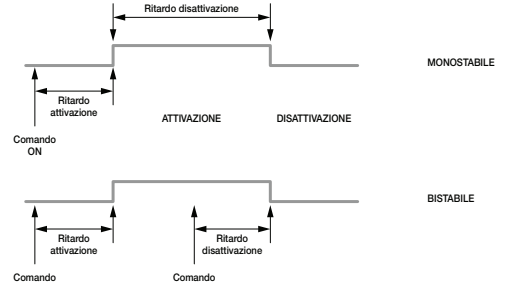 Ritardo disattivazione
MONOSTABILE
Ritardo
attivazione
ATTIVAZIONE
DISATTIVAZIONE
Comando
ON
BISTABILE
Ritardo
attivazione
Ritardo
disattivazione
Comando
Comando